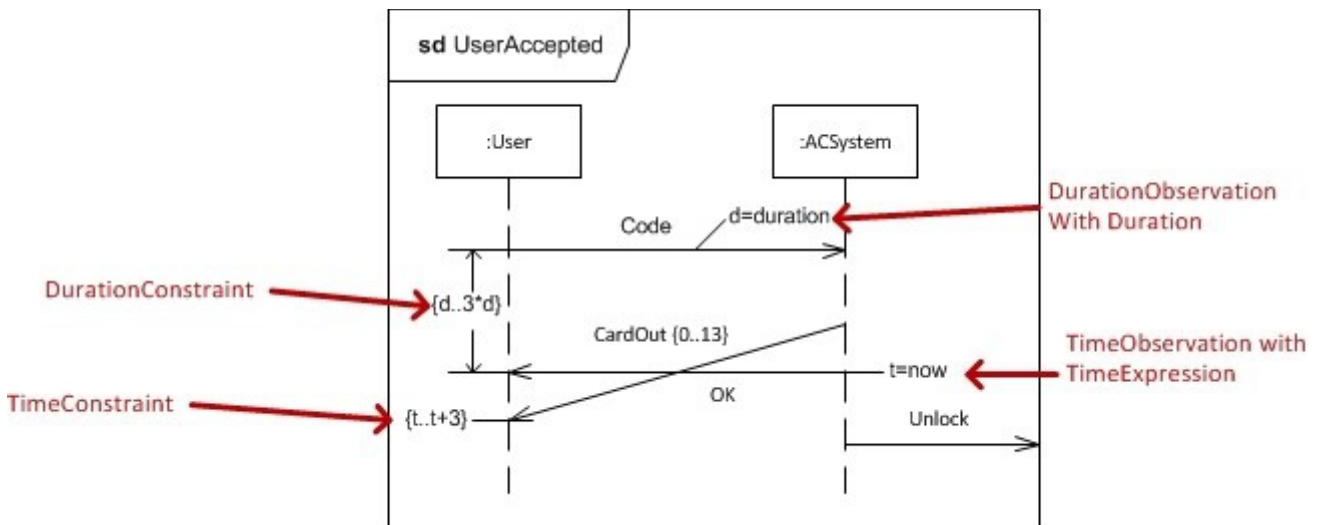 sd UserAccepted
:User
:ACSystem
DurationObservation
With Duration
d=duration
Code
DurationConstraint
{d..3*d}
CardOut {0..13}
TimeObservation with
TimeExpression
t=now
OK
TimeConstraint
{t..t+3}
Unlock